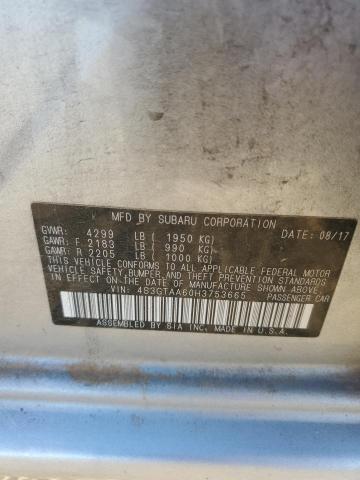 MFD BY SUBARU CORPORATION DATE: 08/17
GVWR: 4299 LB ( 1950 KG)
GAWR: F 2183 LB ( 990 KG)
GAWR: R 2205 LB ( 1000 KG)
THIS VEHICLE CONFORMS TO ALL APPLICABLE FEDERAL MOTOR
VEHICLE SAFETY, BUMPER, AND THEFT PREVENTION STANDARDS
IN EFFECT ON THE DATE OF MANUFACTURE SHOWN ABOVE.
VIN: 4S3GTAA60H3753665 PASSENGER CAR
ASSEMBLED BY SIA INC. MADE IN U.S.A.